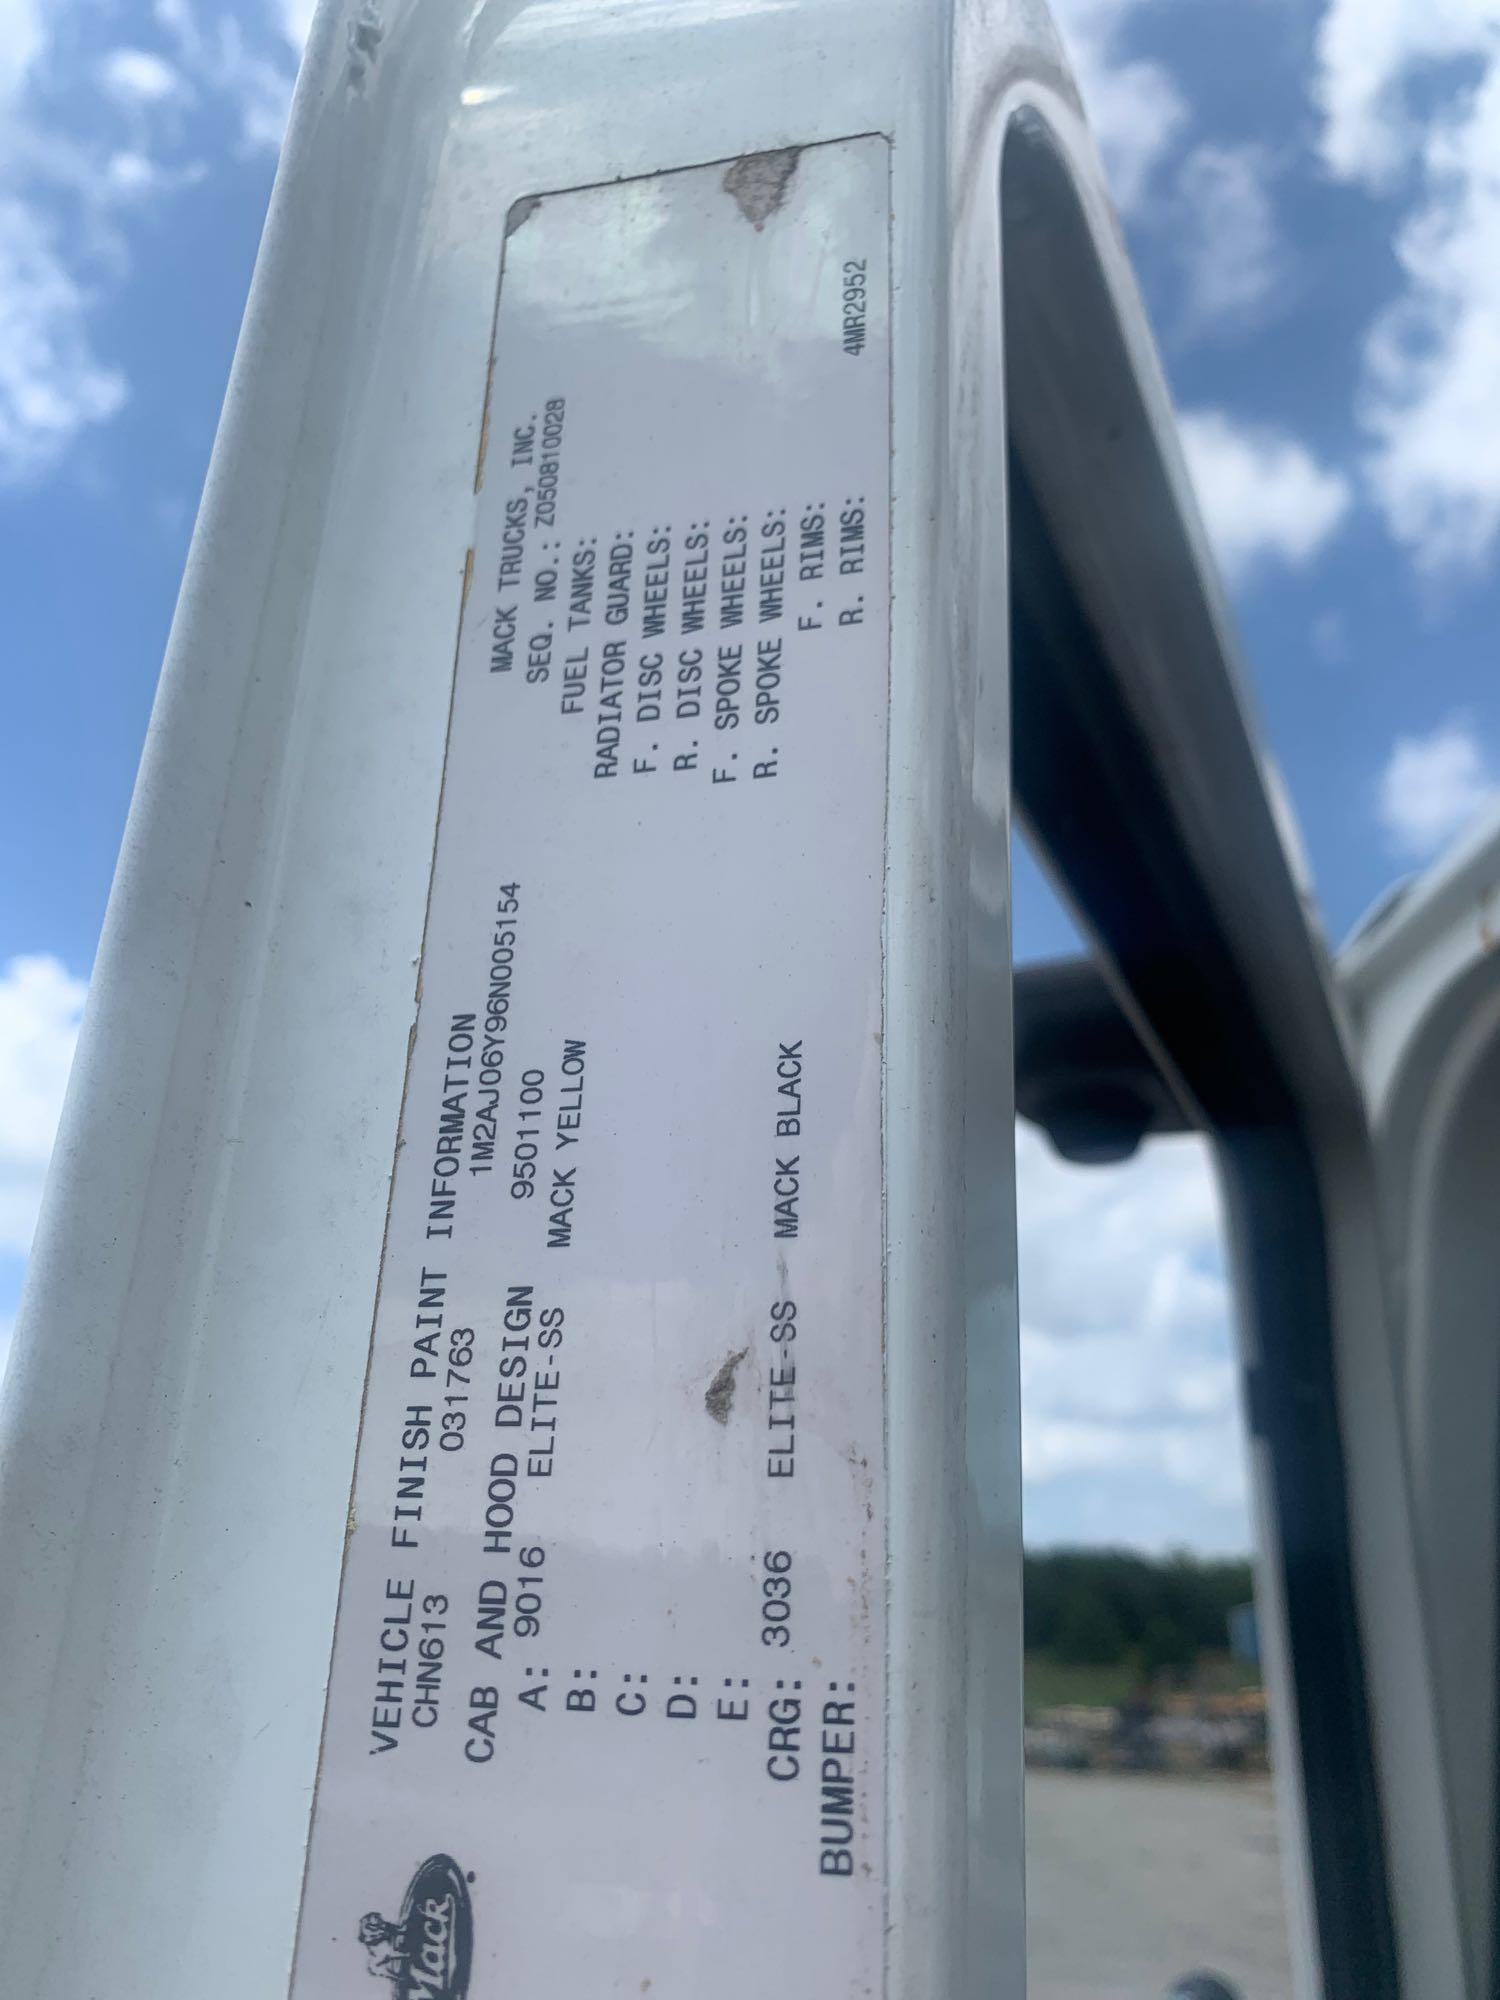 Mack
VEHICLE FINISH PAINT INFORMATION
CHN613 031763 1M2AJ06Y96N005154
CAB AND HOOD DESIGN 9501100
A: 9016 ELITE-SS MACK YELLOW
B:
C:
D:
E:
CRG: 3036 ELITE-SS MACK BLACK
BUMPER:
MACK TRUCKS, INC.
SEQ. NO.: Z050810028
FUEL TANKS:
RADIATOR GUARD:
F. DISC WHEELS:
R. DISC WHEELS:
F. SPOKE WHEELS:
R. SPOKE WHEELS:
F. RIMS:
R. RIMS:
4MR2952